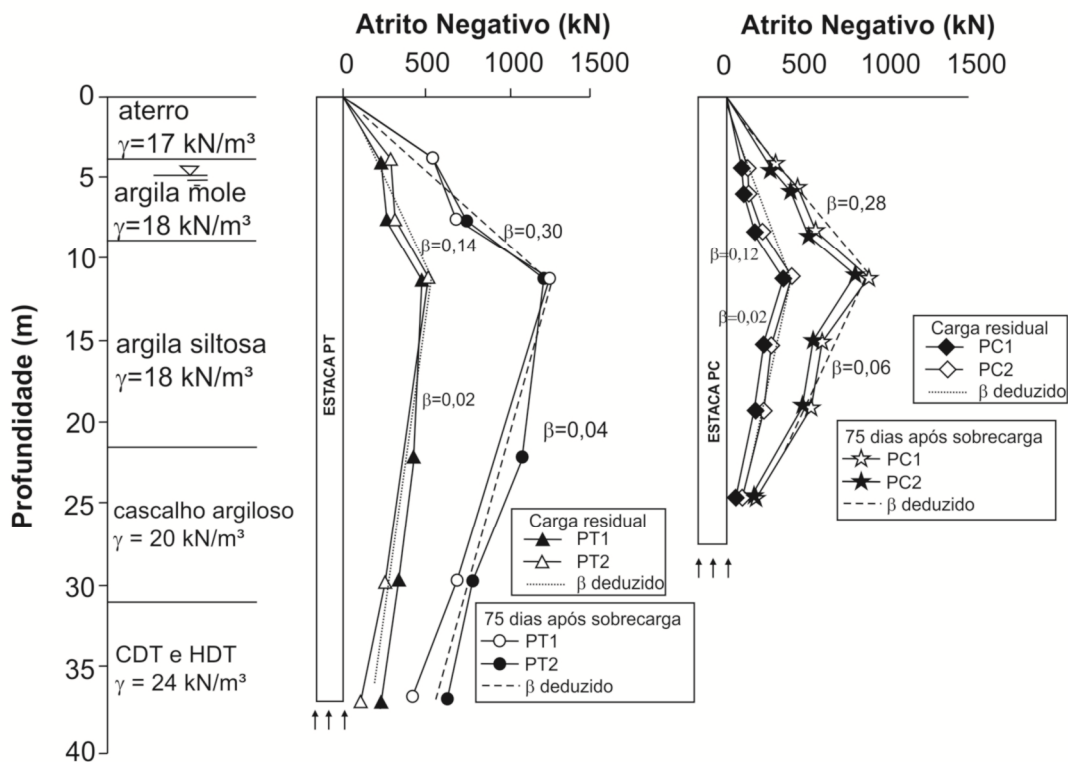 Atrito Negativo (kN)
0 500 1000 1500
Atrito Negativo (kN)
0 500 1000 1500
Profundidade (m)
0
5
10
15
20
25
30
35
40
aterro
γ=17 kN/m³
argila mole
γ=18 kN/m³
argila siltosa
γ=18 kN/m³
cascalho argiloso
γ = 20 kN/m³
CDT e HDT
γ = 24 kN/m³
ESTACA PT
β=0,14
β=0,30
β=0,02
β=0,04
Carga residual
PT1
PT2
β deduzido
75 dias após sobrecarga
PT1
PT2
β deduzido
ESTACA PC
β=0,12
β=0,28
β=0,02
β=0,06
Carga residual
PC1
PC2
β deduzido
75 dias após sobrecarga
PC1
PC2
β deduzido